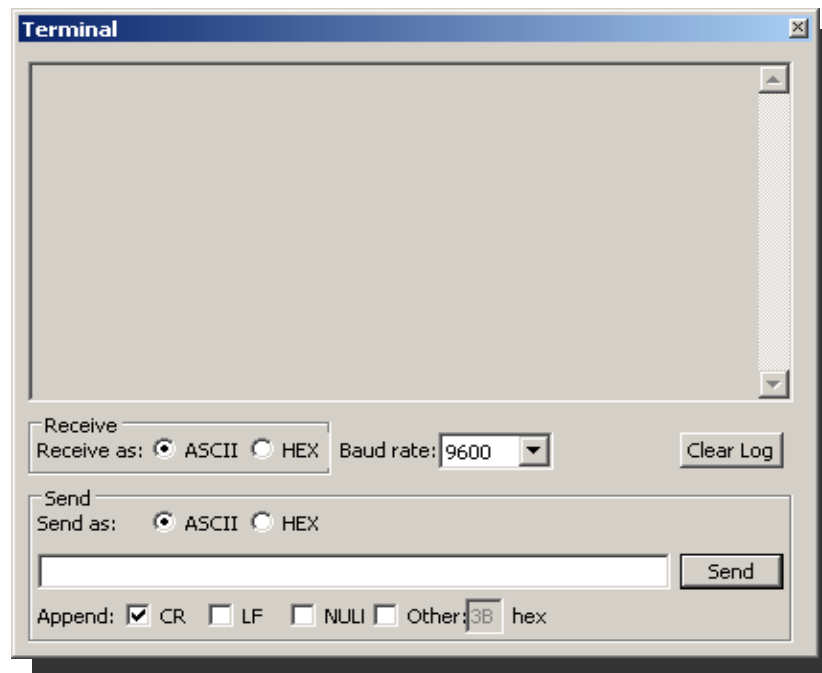 Terminal
Receive
Receive as: ASCII HEX Baud rate: 9600 Clear Log
Send
Send as: ASCII HEX
Send
Append: CR LF NULl Other: 3B hex